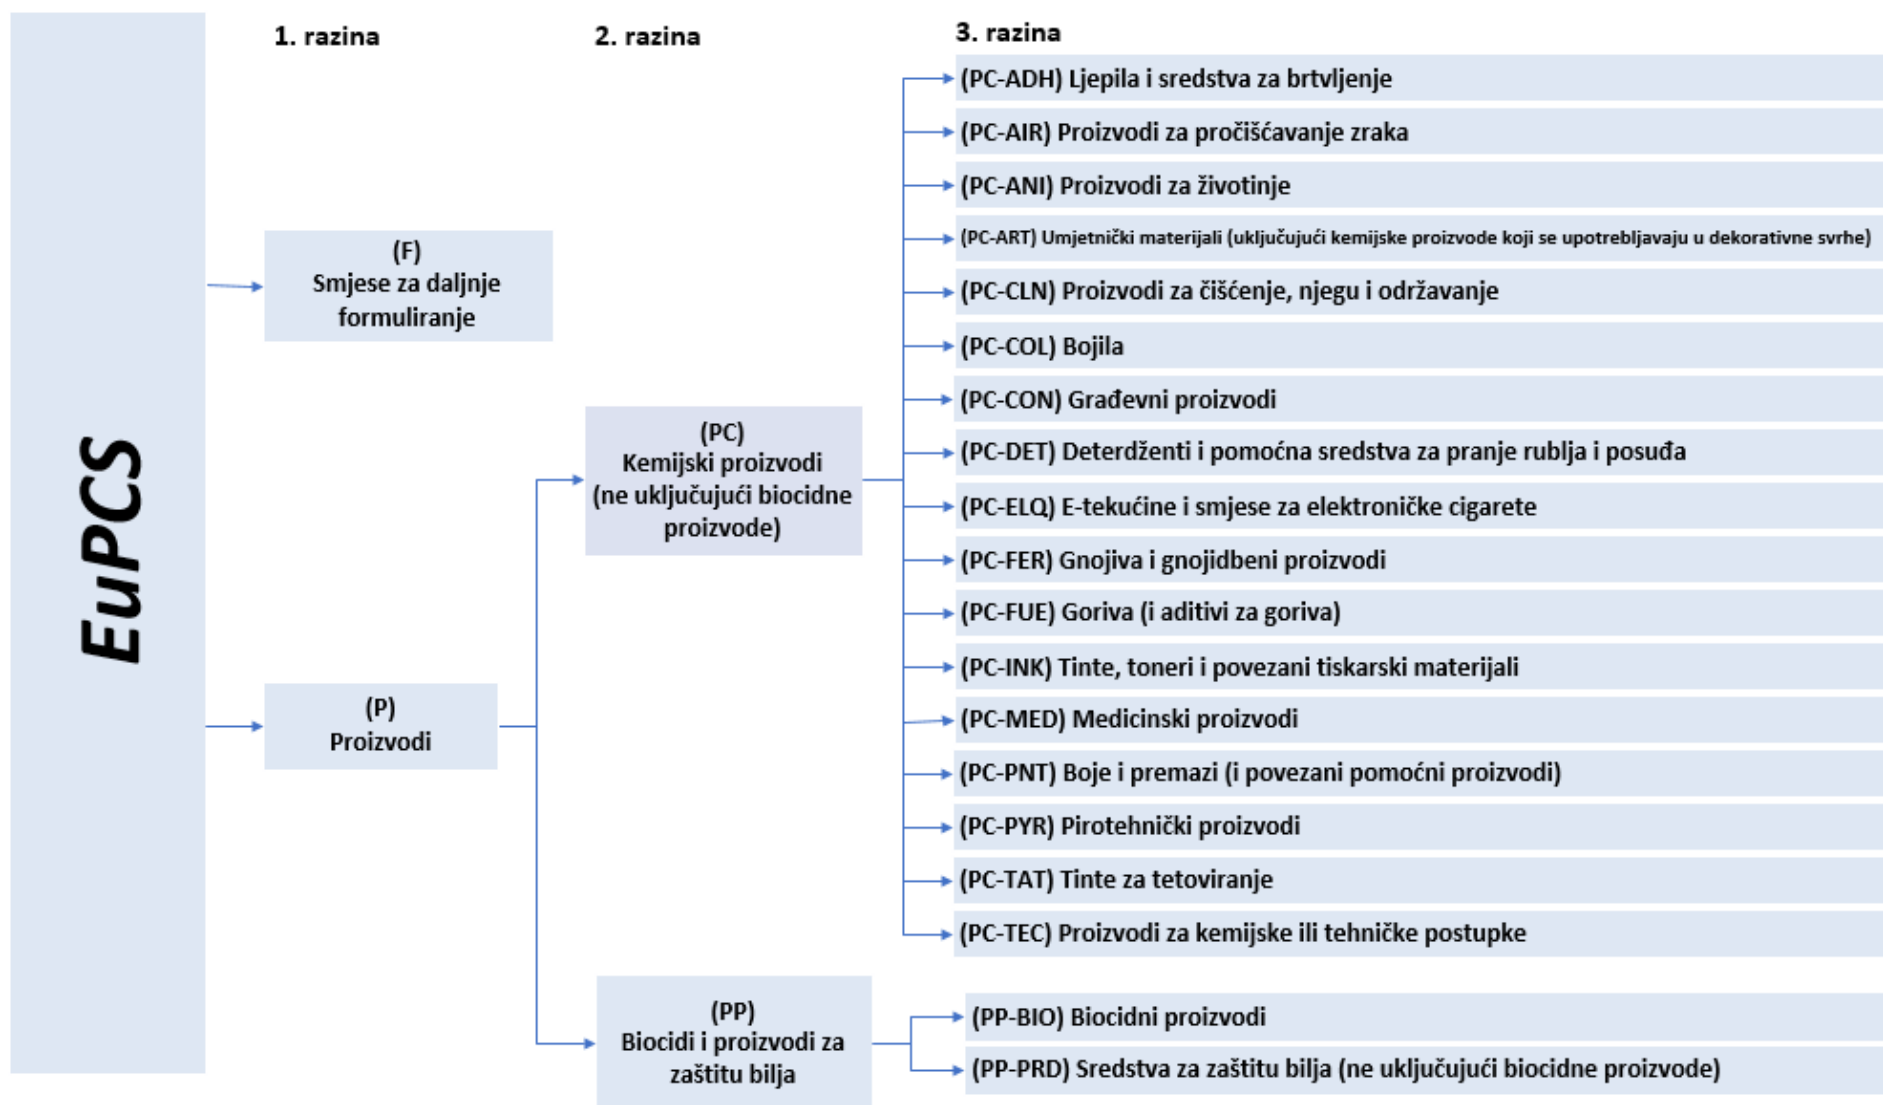 EuPCS
1. razina
2. razina
3. razina
(F)
Smjese za daljnje
formuliranje
(P)
Proizvodi
(PC)
Kemijski proizvodi
(ne uključujući biocidne
proizvode)
(PC-ADH) Ljepila i sredstva za brtvljenje
(PC-AIR) Proizvodi za pročišćavanje zraka
(PC-ANI) Proizvodi za životinje
(PC-ART) Umjetnički materijali (uključujući kemijske proizvode koji se upotrebljavaju u dekorativne svrhe)
(PC-CLN) Proizvodi za čišćenje, njegu i održavanje
(PC-COL) Bojila
(PC-CON) Građevni proizvodi
(PC-DET) Deterdženti i pomoćna sredstva za pranje rublja i posuđa
(PC-ELQ) E-tekućine i smjese za elektroničke cigarete
(PC-FER) Gnojiva i gnojidbeni proizvodi
(PC-FUE) Goriva (i aditivi za goriva)
(PC-INK) Tinte, toneri i povezani tiskarski materijali
(PC-MED) Medicinski proizvodi
(PC-PNT) Boje i premazi (i povezani pomoćni proizvodi)
(PC-PYR) Pirotehnički proizvodi
(PC-TAT) Tinte za tetoviranje
(PC-TEC) Proizvodi za kemijske ili tehničke postupke
(PP)
Biocidi i proizvodi za
zaštitu bilja
(PP-BIO) Biocidni proizvodi
(PP-PRD) Sredstva za zaštitu bilja (ne uključujući biocidne proizvode)